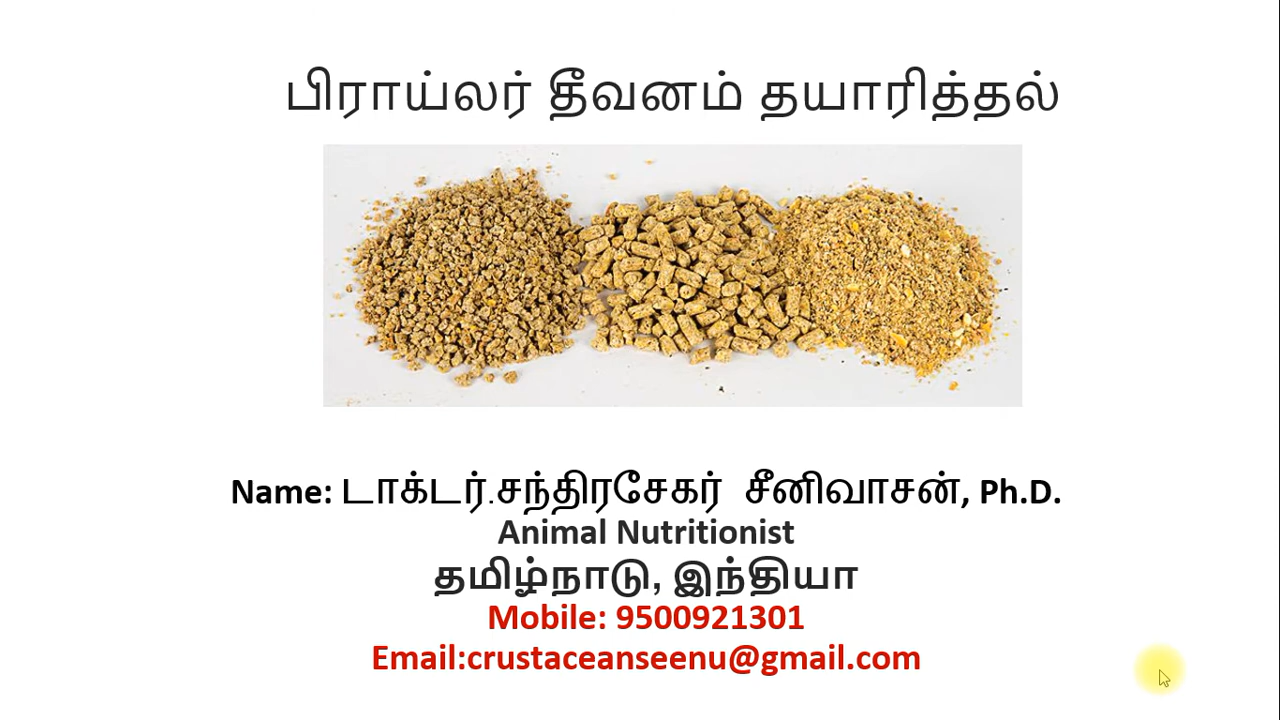 பிராய்லர் தீவனம் தயாரித்தல்
Name: டாக்டர்.சந்திரசேகர் சீனிவாசன், Ph.D.
Animal Nutritionist
தமிழ்நாடு, இந்தியா
Mobile: 9500921301
Email:crustaceanseenu@gmail.com